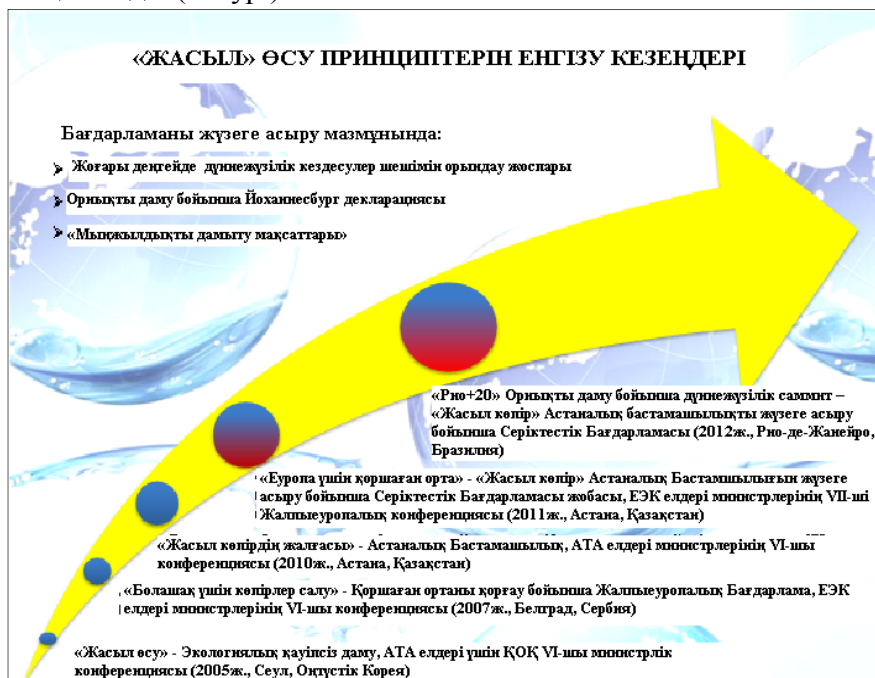 «ЖАСЫЛ» ӨСУ ПРИНЦИПТЕРІН ЕНГІЗУ КЕЗЕҢДЕРІ
Бағдарламаны жүзеге асыру мазмұнында:
Жоғары деңгейде дүниежүзілік кездесулер шешімін орындау жоспары
Орнықты даму бойынша Йоханнесбург декларациясы
«Мыңжылдықты дамыту мақсаттары»
«Рио+20» Орнықты даму бойынша дүниежүзілік саммит –
«Жасыл көпір» Астаналық бастамашылықты жүзеге асыру
бойынша Серіктестік Бағдарламасы (2012ж., Рио-де-Жанейро,
Бразилия)
«Еуропа үшін қоршаған орта» - «Жасыл көпір» Астаналық Бастамшылығын жүзеге
асыру бойынша Серіктестік Бағдарламасы жобасы, ЕЭК елдері министрлерінің VII-ші
Жалпыеуропалық конференциясы (2011ж., Астана, Қазақстан)
«Жасыл көпірдің жалғасы» - Астаналық Бастамашылық, АТА елдері министрлерінің VI-шы
конференциясы (2010ж., Астана, Қазақстан)
«Болашақ үшін көпірлер салу» - Қоршаған ортаны қорғау бойынша Жалпыеуропалық Бағдарлама, ЕЭК
елдері министрлерінің VI-шы конференциясы (2007ж., Белград, Сербия)
«Жасыл өсу» - Экологиялық қауіпсіз даму, АТА елдері үшін ҚОҚ VI-шы министрлік
конференциясы (2005ж., Сеул, Оңтүстік Корея)